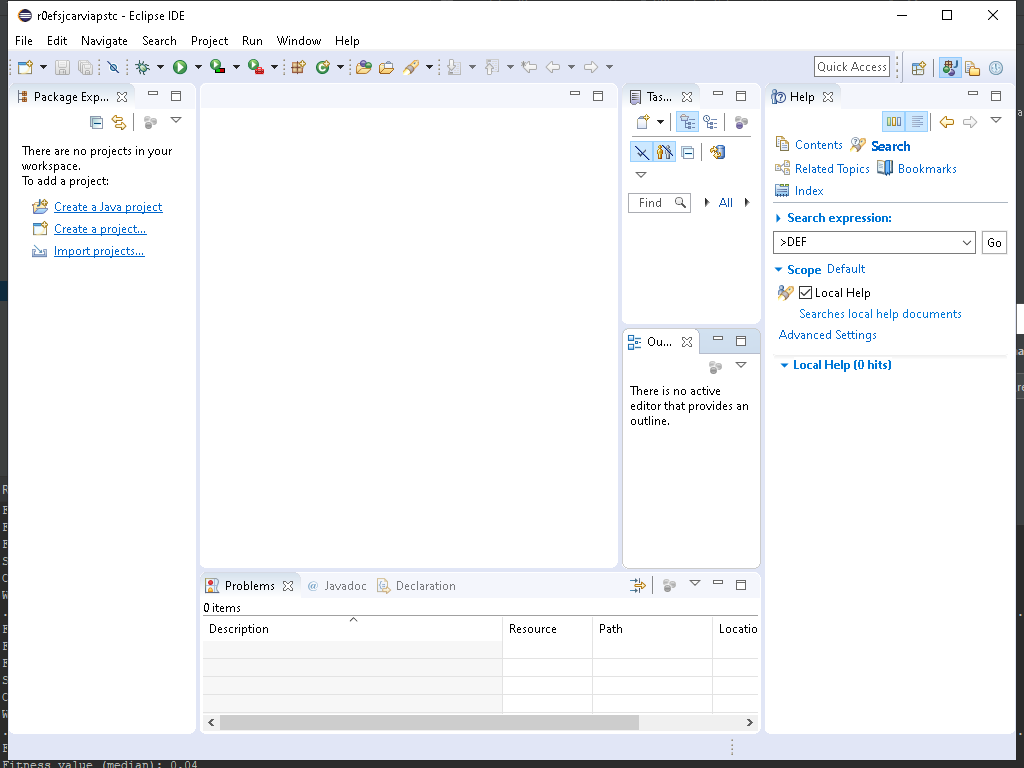 r0efsjcarviapstc - Eclipse IDE
File Edit Navigate Search Project Run Window Help
Quick Access
Package Exp...
There are no projects in your
workspace.
To add a project:
Create a Java project
Create a project...
Import projects...
Tas...
Find
All
Ou...
There is no active
editor that provides an
outline.
Help
Contents Search
Related Topics Bookmarks
Index
Search expression:
>DEF Go
Scope Default
Local Help
Searches local help documents
Advanced Settings
Local Help (0 hits)
Problems @ Javadoc Declaration
0 items
Description Resource Path Locatio
Fitness value (median): 0.04